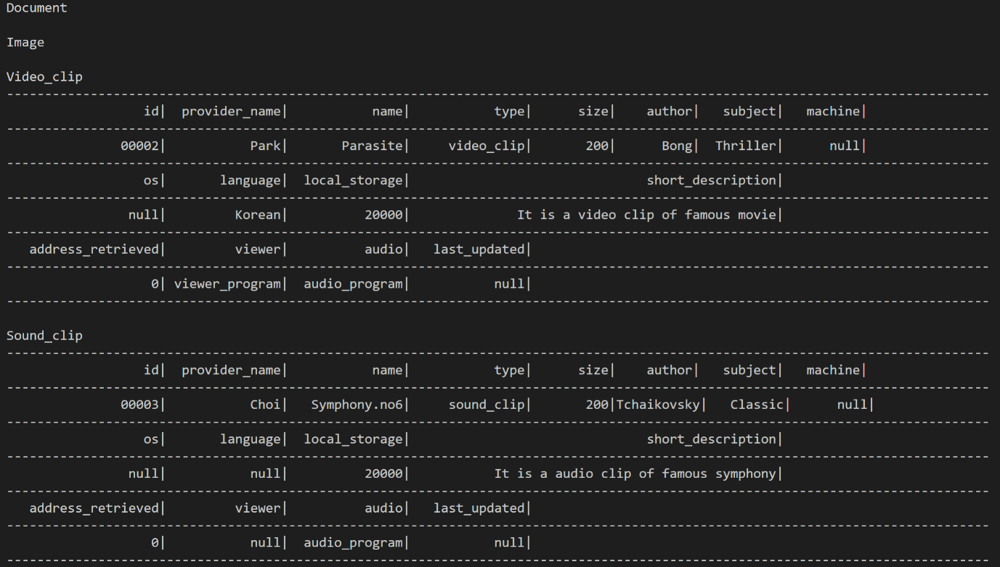 Document
Image
Video_clip
---------------------------------------------------------------------------------------------------------------------------------
id| provider_name| name| type| size| author| subject| machine|
---------------------------------------------------------------------------------------------------------------------------------
00002| Park| Parasite| video_clip| 200| Bong| Thriller| null|
---------------------------------------------------------------------------------------------------------------------------------
os| language| local_storage| short_description|
---------------------------------------------------------------------------------------------------------------------------------
null| Korean| 20000| It is a video clip of famous movie|
---------------------------------------------------------------------------------------------------------------------------------
address_retrieved| viewer| audio| last_updated|
---------------------------------------------------------------------------------------------------------------------------------
0| viewer_program| audio_program| null|
---------------------------------------------------------------------------------------------------------------------------------
Sound_clip
---------------------------------------------------------------------------------------------------------------------------------
id| provider_name| name| type| size| author| subject| machine|
---------------------------------------------------------------------------------------------------------------------------------
00003| Choi| Symphony.no6| sound_clip| 200|Tchaikovsky| Classic| null|
---------------------------------------------------------------------------------------------------------------------------------
os| language| local_storage| short_description|
---------------------------------------------------------------------------------------------------------------------------------
null| null| 20000| It is a audio clip of famous symphony|
---------------------------------------------------------------------------------------------------------------------------------
address_retrieved| viewer| audio| last_updated|
---------------------------------------------------------------------------------------------------------------------------------
0| null| audio_program| null|
---------------------------------------------------------------------------------------------------------------------------------